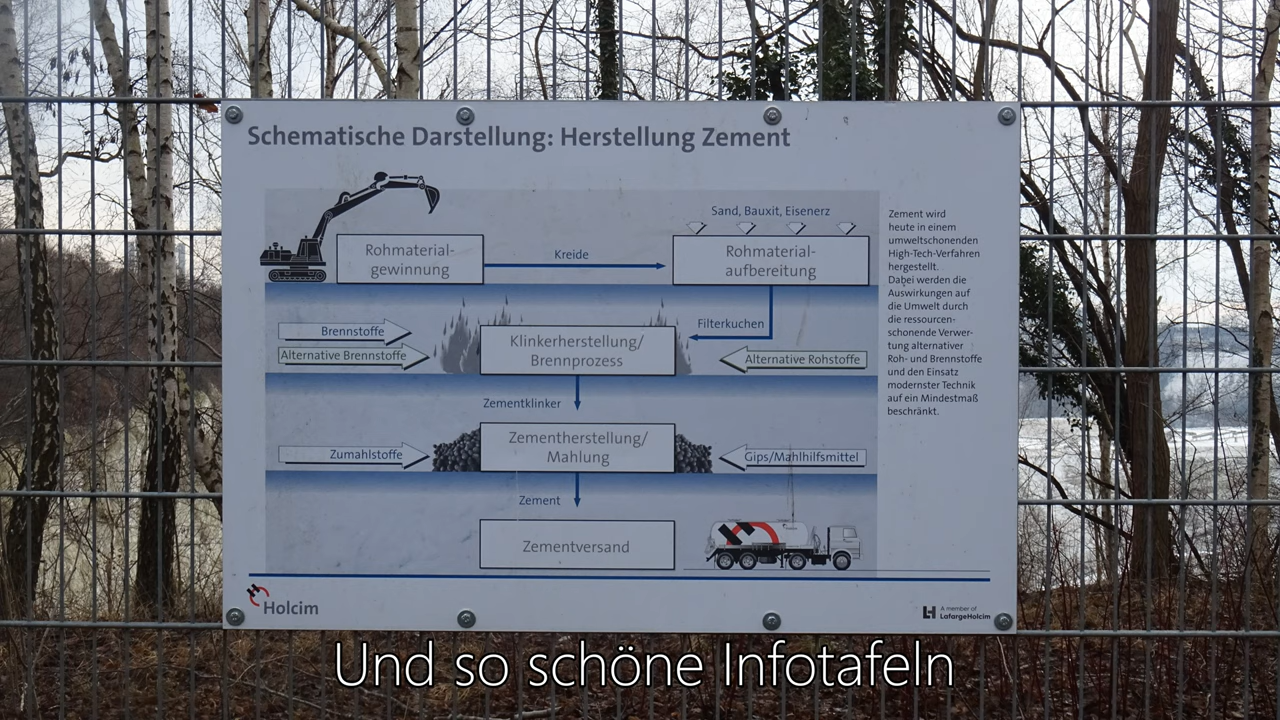 Schematische Darstellung: Herstellung Zement
Sand, Bauxit, Eisenerz
Rohmaterial-
gewinnung
Kreide
Rohmaterial-
aufbereitung
Brennstoffe
Alternative Brennstoffe
Klinkerherstellung/
Brennprozess
Filterkuchen
Alternative Rohstoffe
Zementklinker
Zumahlstoffe
Zementherstellung/
Mahlung
Gips/Mahlhilfsmittel
Zement
Zementversand
Zement wird
heute in einem
umweltschonenden
High-Tech-Verfahren
hergestellt.
Dabei werden die
Auswirkungen auf
die Umwelt durch
die ressourcen-
schonende Verwer-
tung alternativer
Roh- und Brennstoffe
und den Einsatz
modernster Technik
auf ein Mindestmaß
beschränkt.
Holcim
A member of
LafargeHolcim
Und so schöne Infotafeln